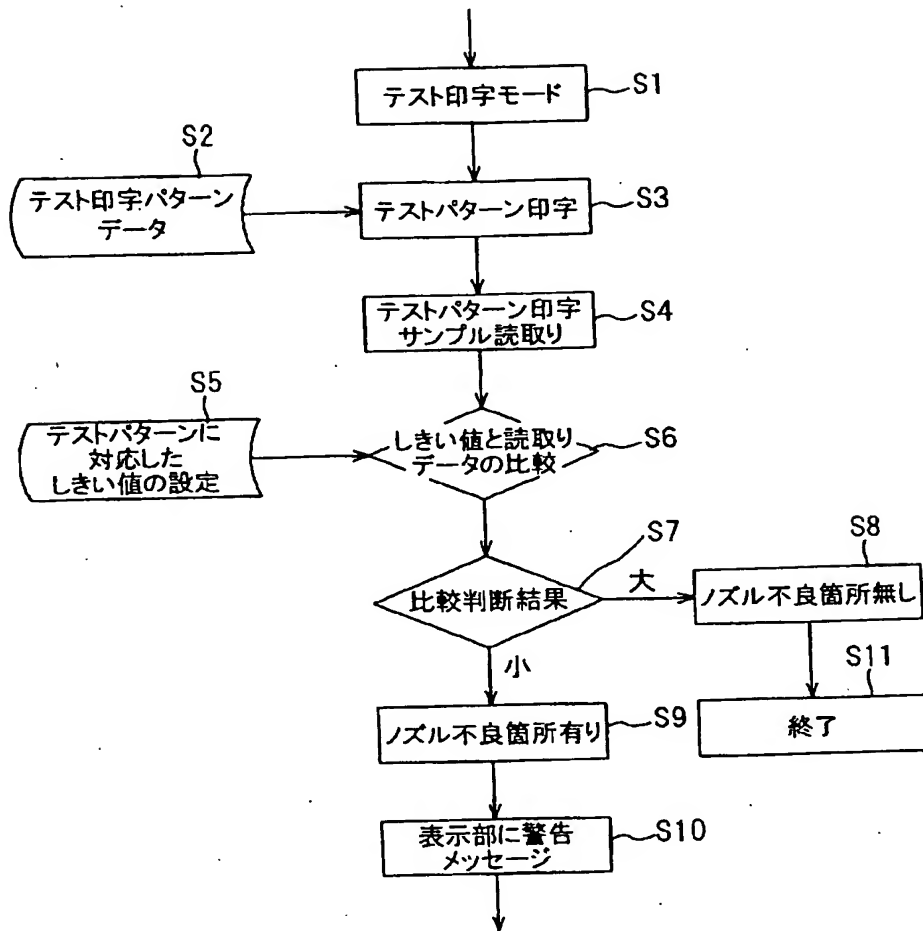 テスト印字モード
S1
S2
テスト印字パターン
データ
テストパターン印字
S3
テストパターン印字
サンプル読取り
S4
S5
テストパターンに
対応した
しきい値の設定
しきい値と読取り
データの比較
S6
S7
比較判断結果
大
S8
ノズル不良箇所無し
小
S11
終了
ノズル不良箇所有り
S9
表示部に警告
メッセージ
S10